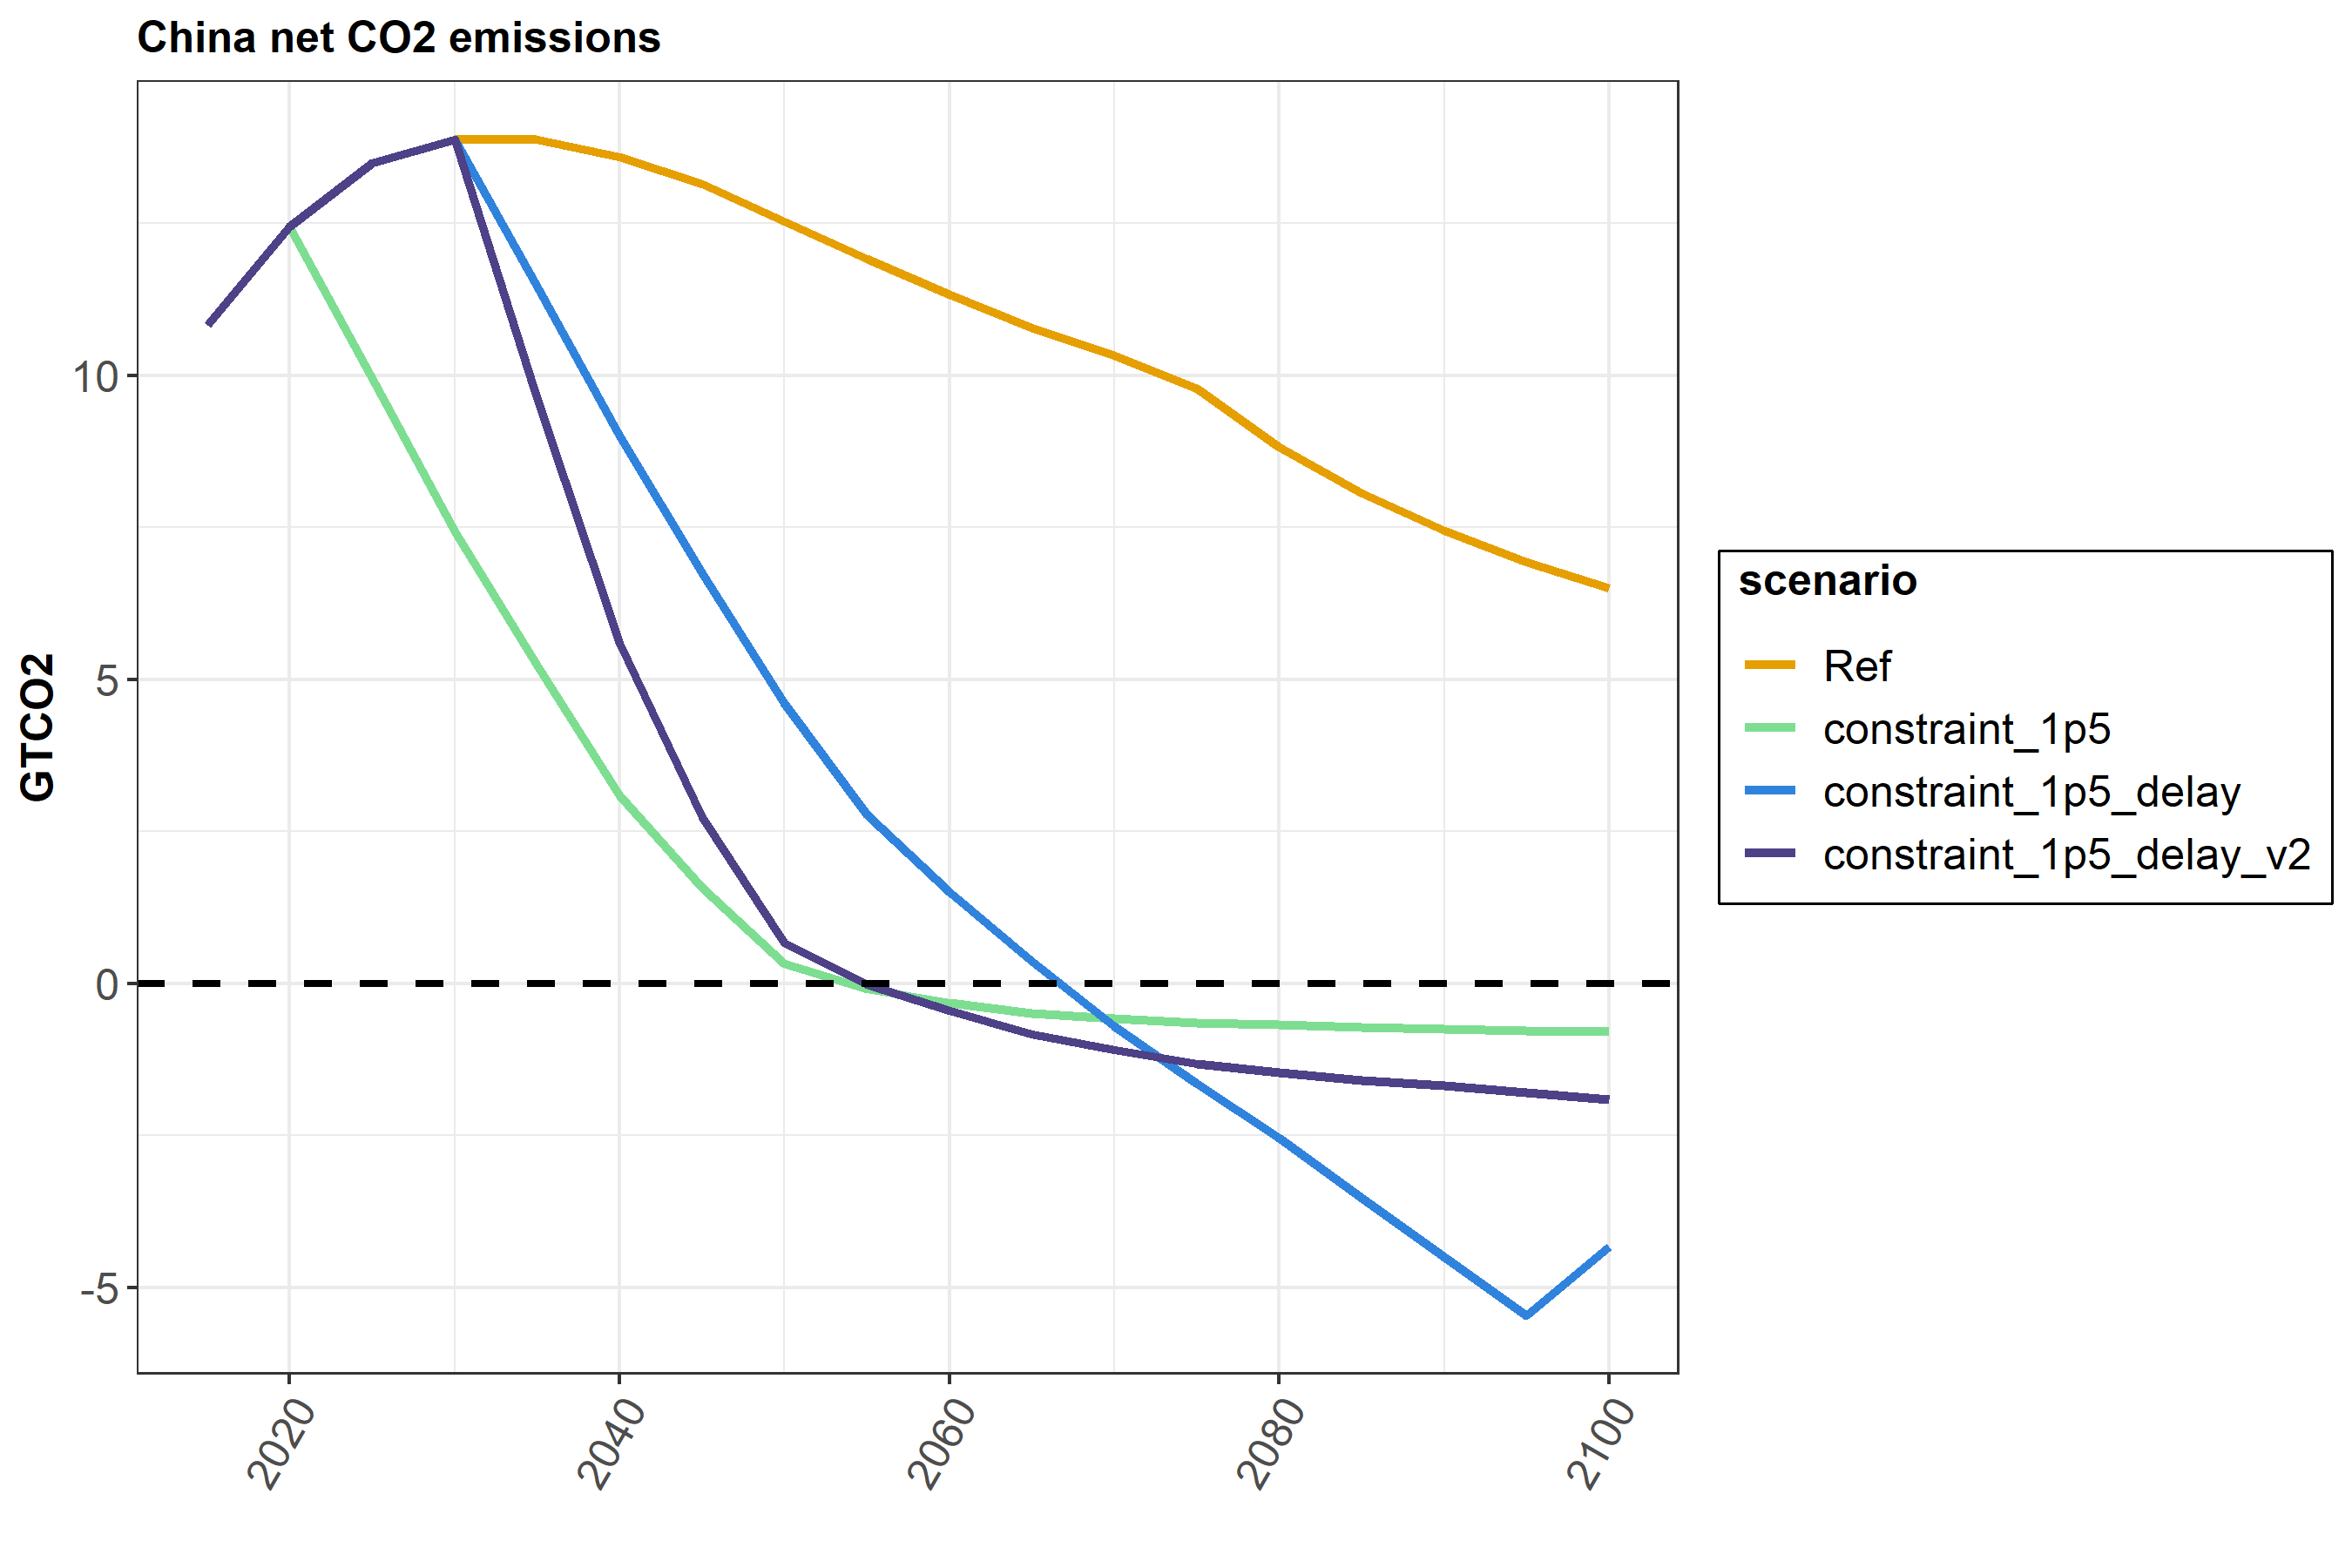 China net CO2 emissions
GTCO2
10
5
0
-5
2020
2040
2060
2080
2100
scenario
Ref
constraint_1p5
constraint_1p5_delay
constraint_1p5_delay_v2